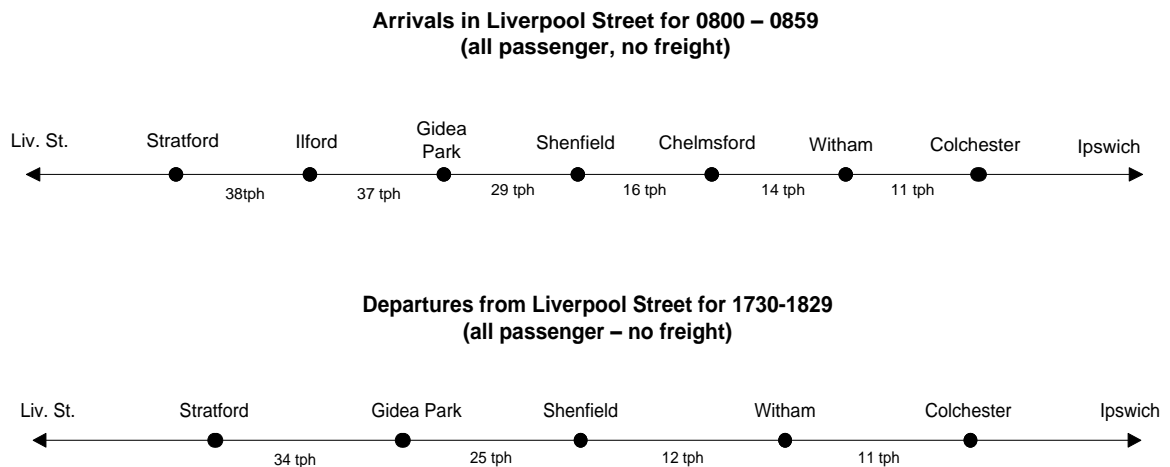 Arrivals in Liverpool Street for 0800 – 0859
(all passenger, no freight)
Liv. St.
Stratford
Ilford
Gidea
Park
Shenfield
Chelmsford
Witham
Colchester
Ipswich
38tph
37 tph
29 tph
16 tph
14 tph
11 tph
Departures from Liverpool Street for 1730-1829
(all passenger – no freight)
Liv. St.
Stratford
Gidea Park
Shenfield
Witham
Colchester
Ipswich
34 tph
25 tph
12 tph
11 tph